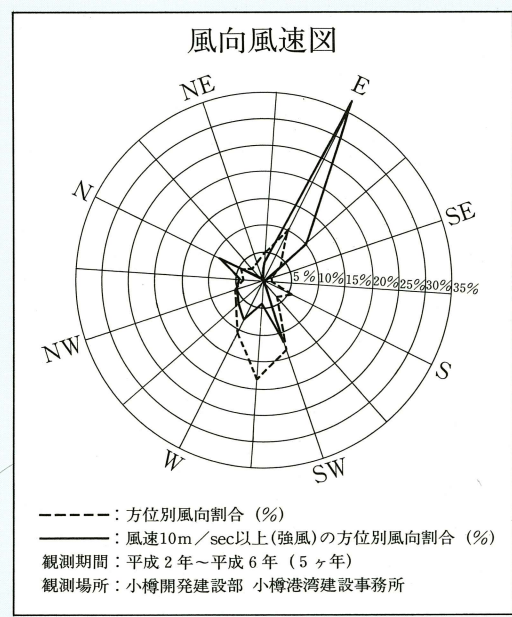 風向風速図
NE
E
N
SE
5% 10% 15% 20% 25% 30% 35%
NW
S
W
SW
------: 方位別風向割合 (%)
———: 風速10m/sec以上(強風)の方位別風向割合 (%)
観測期間: 平成2年~平成6年 (5ヶ年)
観測場所: 小樽開発建設部 小樽港湾建設事務所